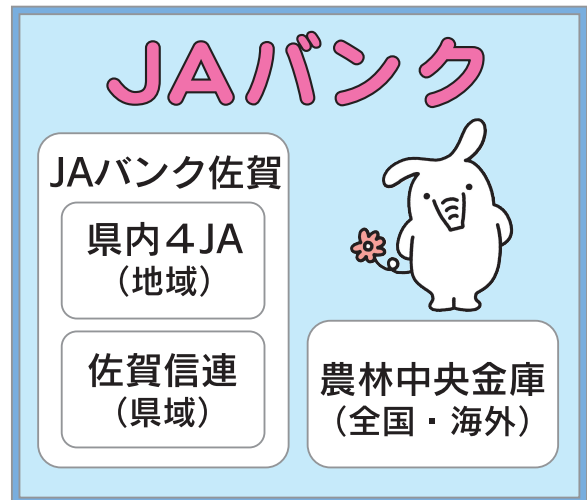 JAバンク
JAバンク佐賀
県内4JA
（地域）
佐賀信連
（県域）
農林中央金庫
（全国・海外）